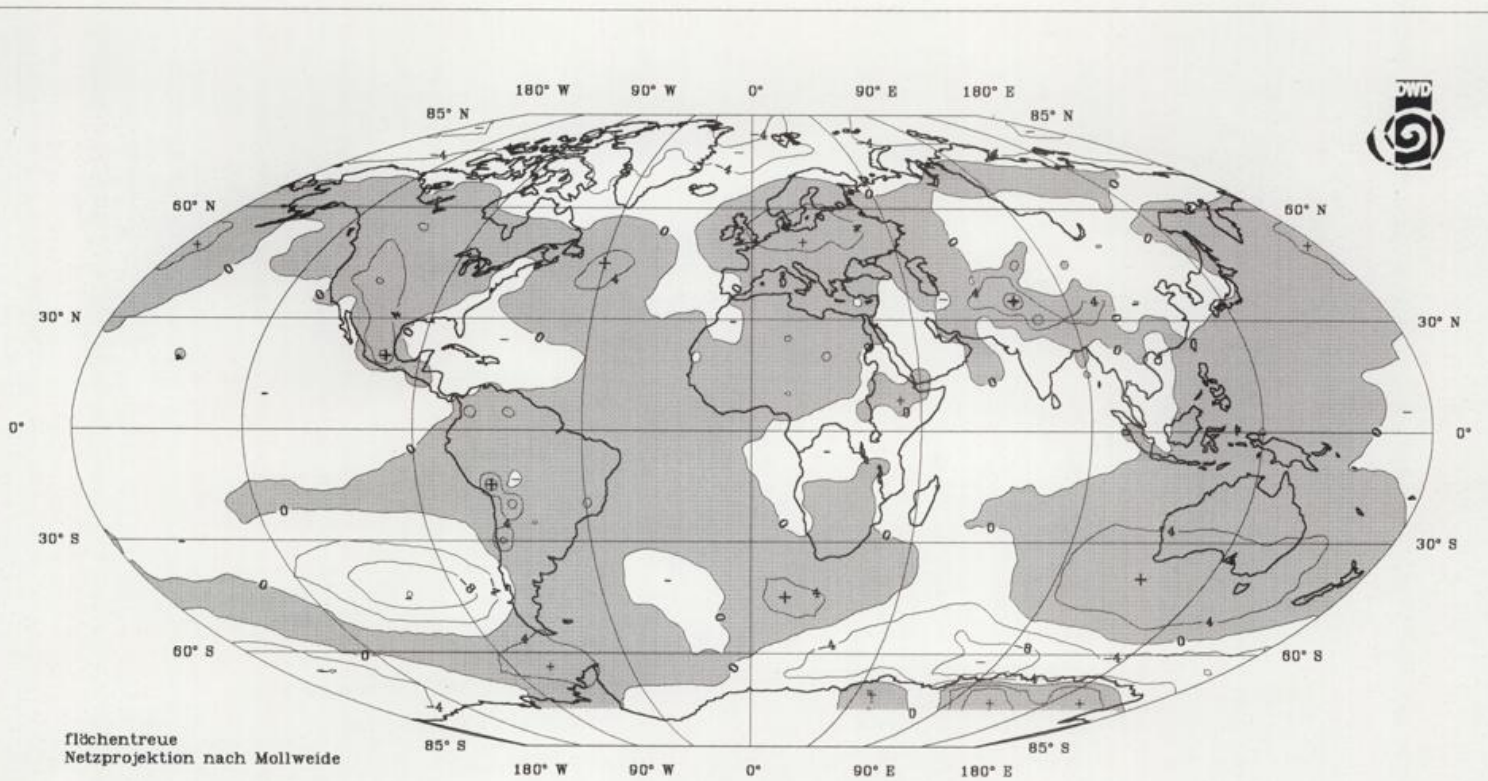 DWD
180° W 90° W 0° 90° E 180° E
85° N 85° N
60° N 60° N
30° N 30° N
0° 0°
30° S 30° S
60° S 60° S
85° S 85° S
180° W 90° W 0° 90° E 180° E
flächentreue
Netzprojektion nach Mollweide